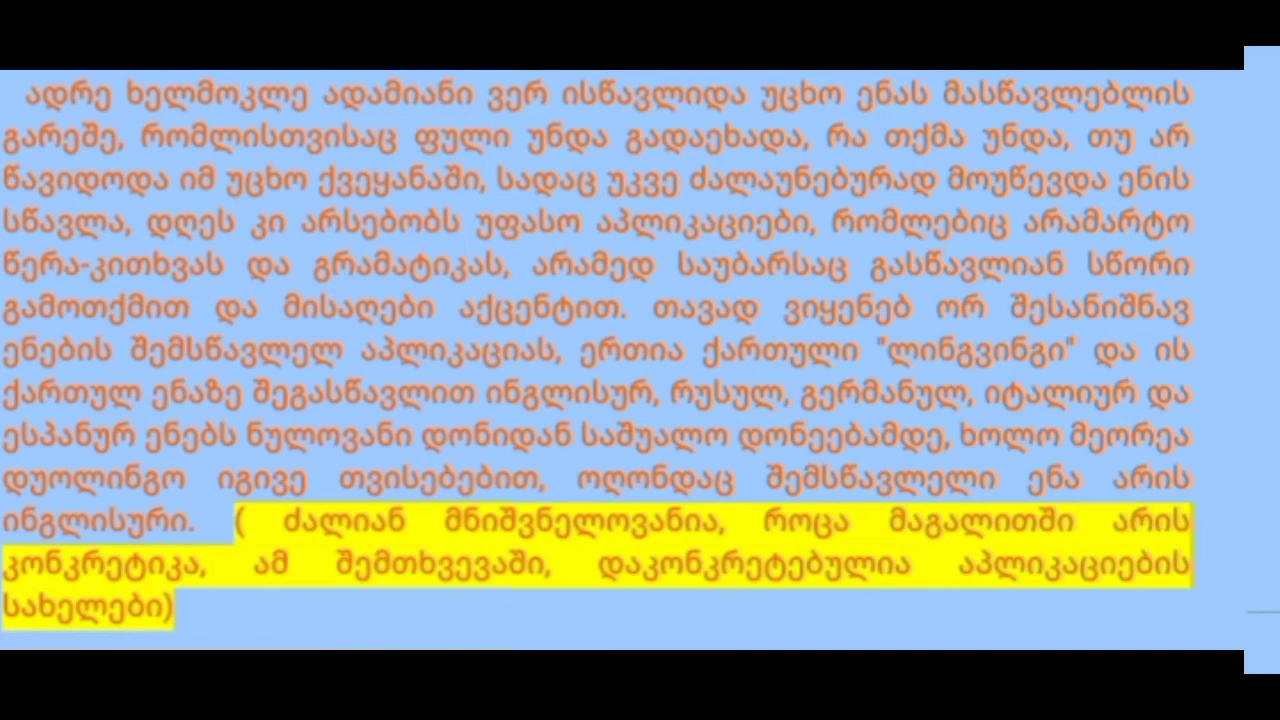 ადრე ხელმოკლე ადამიანი ვერ ისწავლიდა უცხო ენას მასწავლებლის
გარეშე, რომლისთვისაც ფული უნდა გადაეხადა, რა თქმა უნდა, თუ არ
წავიდოდა იმ უცხო ქვეყანაში, სადაც უკვე ძალაუნებურად მოუწევდა ენის
სწავლა, დღეს კი არსებობს უფასო აპლიკაციები, რომლებიც არამარტო
წერა-კითხვას და გრამატიკას, არამედ საუბარსაც გასწავლიან სწორი
გამოთქმით და მისაღები აქცენტით. თავად ვიყენებ ორ შესანიშნავ
ენების შემსწავლელ აპლიკაციას, ერთია ქართული "ლინგვინგი" და ის
ქართულ ენაზე შეგასწავლით ინგლისურ, რუსულ, გერმანულ, იტალიურ და
ესპანურ ენებს ნულოვანი დონიდან საშუალო დონეებამდე, ხოლო მეორეა
დუოლინგო იგივე თვისებებით, ოღონდაც შემსწავლელი ენა არის
ინგლისური. ( ძალიან მნიშვნელოვანია, როცა მაგალითში არის
კონკრეტიკა, ამ შემთხვევაში, დაკონკრეტებულია აპლიკაციების
სახელები)